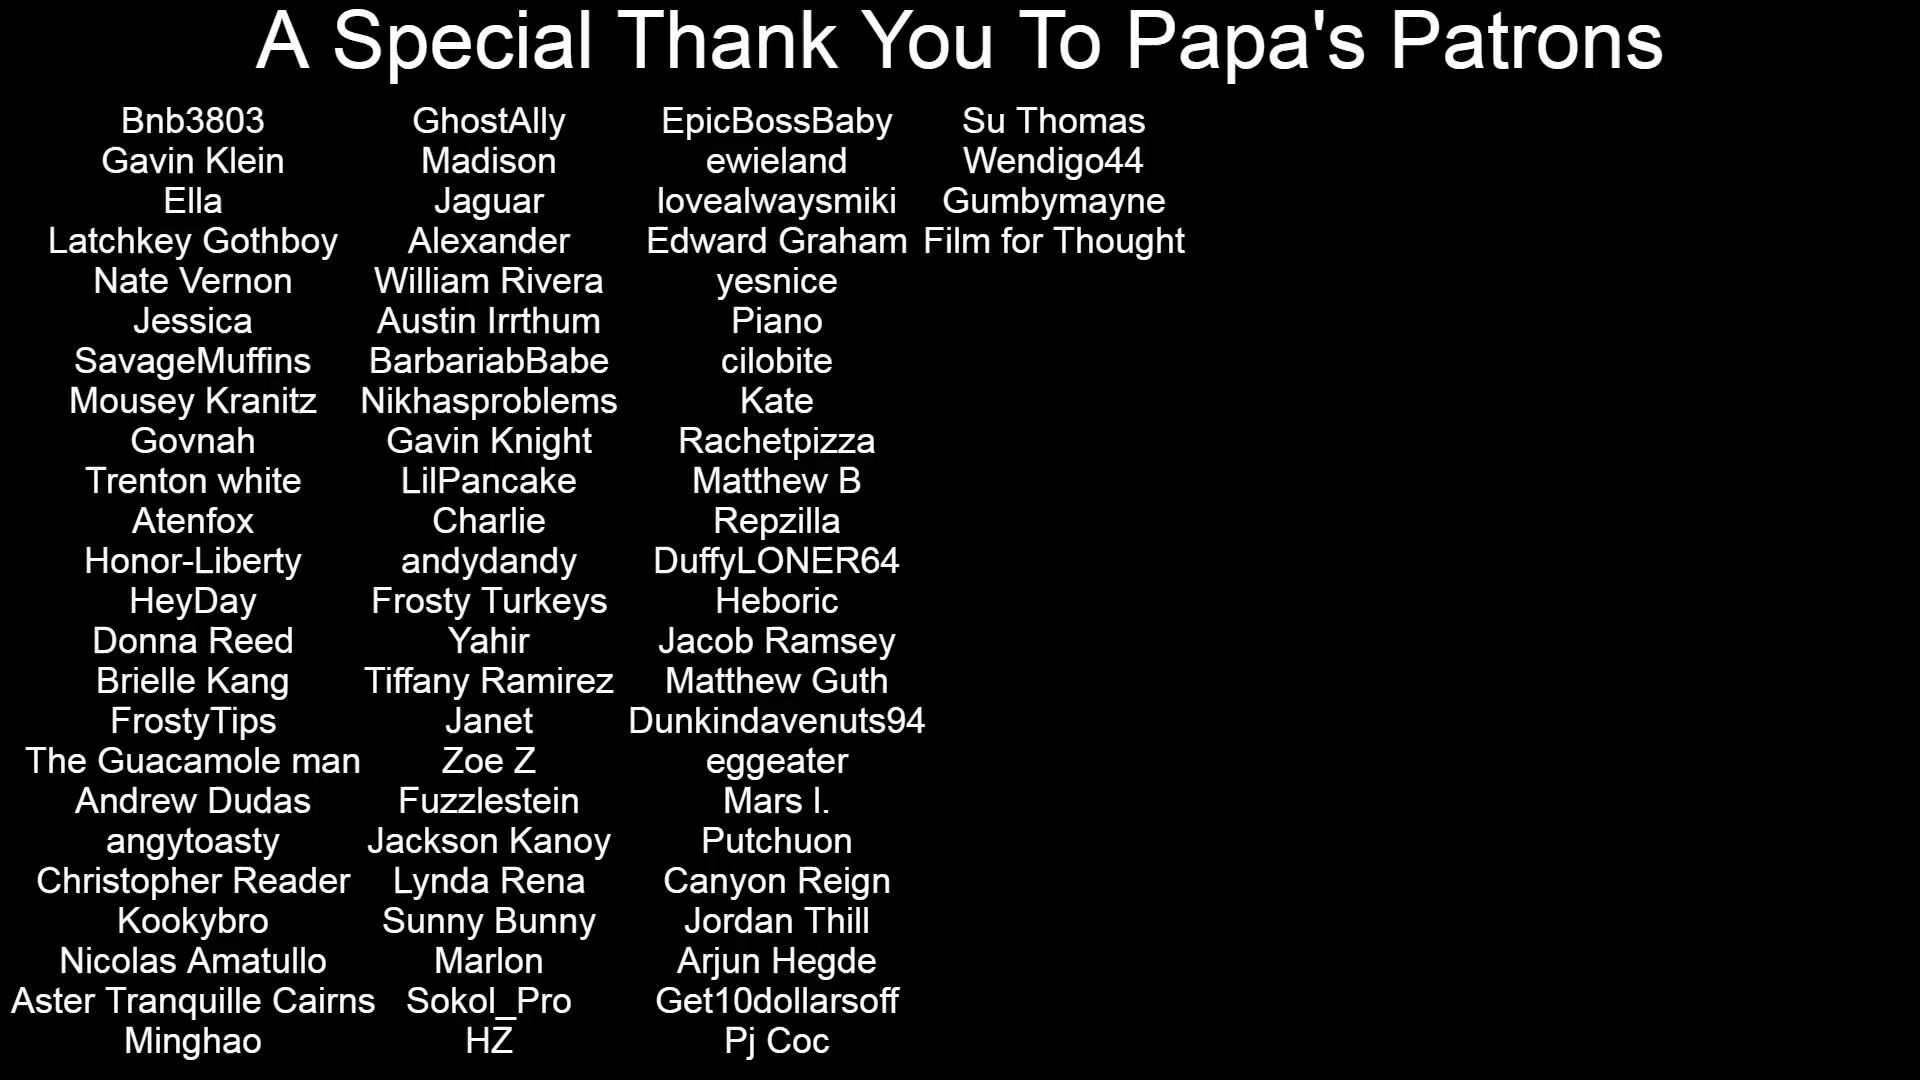 A Special Thank You To Papa's Patrons
Bnb3803
Gavin Klein
Ella
Latchkey Gothboy
Nate Vernon
Jessica
SavageMuffins
Mousey Kranitz
Govnah
Trenton white
Atenfox
Honor-Liberty
HeyDay
Donna Reed
Brielle Kang
FrostyTips
The Guacamole man
Andrew Dudas
angytoasty
Christopher Reader
Kookybro
Nicolas Amatullo
Aster Tranquille Cairns
Minghao
GhostAlly
Madison
Jaguar
Alexander
William Rivera
Austin Irrthum
BarbariabBabe
Nikhasproblems
Gavin Knight
LilPancake
Charlie
andydandy
Frosty Turkeys
Yahir
Tiffany Ramirez
Janet
Zoe Z
Fuzzlestein
Jackson Kanoy
Lynda Rena
Sunny Bunny
Marlon
Sokol_Pro
HZ
EpicBossBaby
ewieland
lovealwaysmiki
Edward Graham
yesnice
Piano
cilobite
Kate
Rachetpizza
Matthew B
Repzilla
DuffyLONER64
Heboric
Jacob Ramsey
Matthew Guth
Dunkindavenuts94
eggeater
Mars l.
Putchuon
Canyon Reign
Jordan Thill
Arjun Hegde
Get10dollarsoff
Pj Coc
Su Thomas
Wendigo44
Gumbymayne
Film for Thought